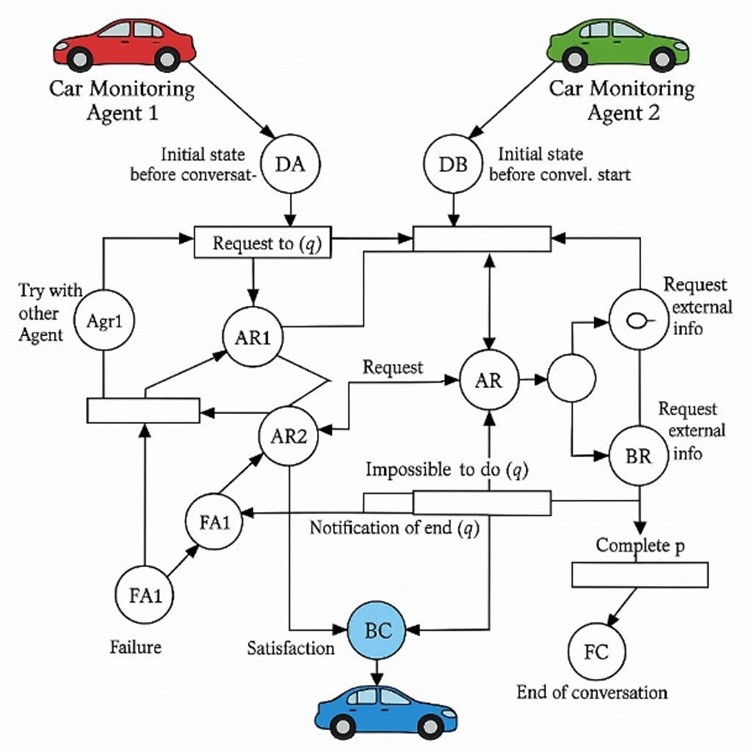 Car Monitoring
Agent 1
Car Monitoring
Agent 2
Initial state
before conversat-
DA
DB
Initial state
before convel. start
Request to (q)
Try with
other
Agent
Agr1
AR1
Request
external
info
Request
AR
AR2
Request
external
info
BR
Impossible to do (q)
FA1
Notification of end (q)
Complete p
FA1
Failure
Satisfaction
BC
FC
End of conversation